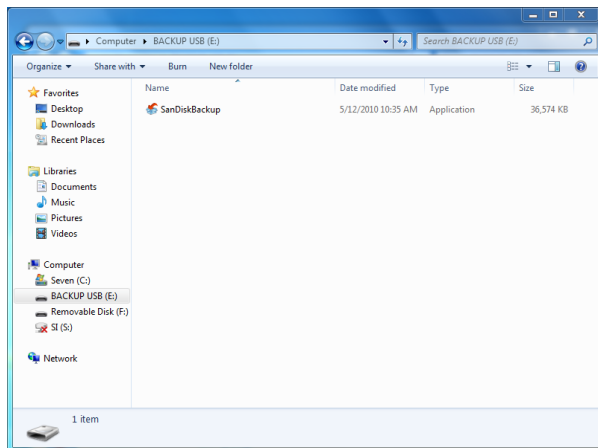 Computer BACKUP USB (E:) Search BACKUP USB (E:)
Organize Share with Burn New folder
Name Date modified Type Size
SanDiskBackup 5/12/2010 10:35 AM Application 36,574 KB
Favorites
Desktop
Downloads
Recent Places
Libraries
Documents
Music
Pictures
Videos
Computer
Seven (C:)
BACKUP USB (E:)
Removable Disk (F:)
SI (S:)
Network
1 item